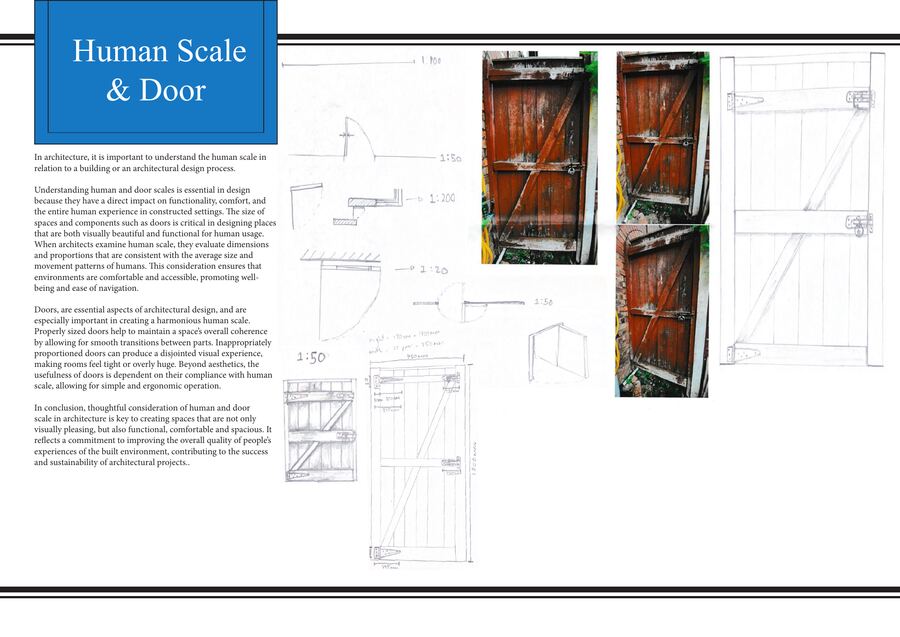 Human Scale
& Door
In architecture, it is important to understand the human scale in
relation to a building or an architectural design process.
Understanding human and door scales is essential in design
because they have a direct impact on functionality, comfort, and
the entire human experience in constructed settings. The size of
spaces and components such as doors is critical in designing places
that are both visually beautiful and functional for human usage.
When architects examine human scale, they evaluate dimensions
and proportions that are consistent with the average size and
movement patterns of humans. This consideration ensures that
environments are comfortable and accessible, promoting well-
being and ease of navigation.
Doors, are essential aspects of architectural design, and are
especially important in creating a harmonious human scale.
Properly sized doors help to maintain a space's overall coherence
by allowing for smooth transitions between parts. Inappropriately
proportioned doors can produce a disjointed visual experience,
making rooms feel tight or overly huge. Beyond aesthetics, the
usefulness of doors is dependent on their compliance with human
scale, allowing for simple and ergonomic operation.
In conclusion, thoughtful consideration of human and door
scale in architecture is key to creating spaces that are not only
visually pleasing, but also functional, comfortable and spacious. It
reflects a commitment to improving the overall quality of people's
experiences of the built environment, contributing to the success
and sustainability of architectural projects..
1:50
1:200
1:20
1:50
1:50